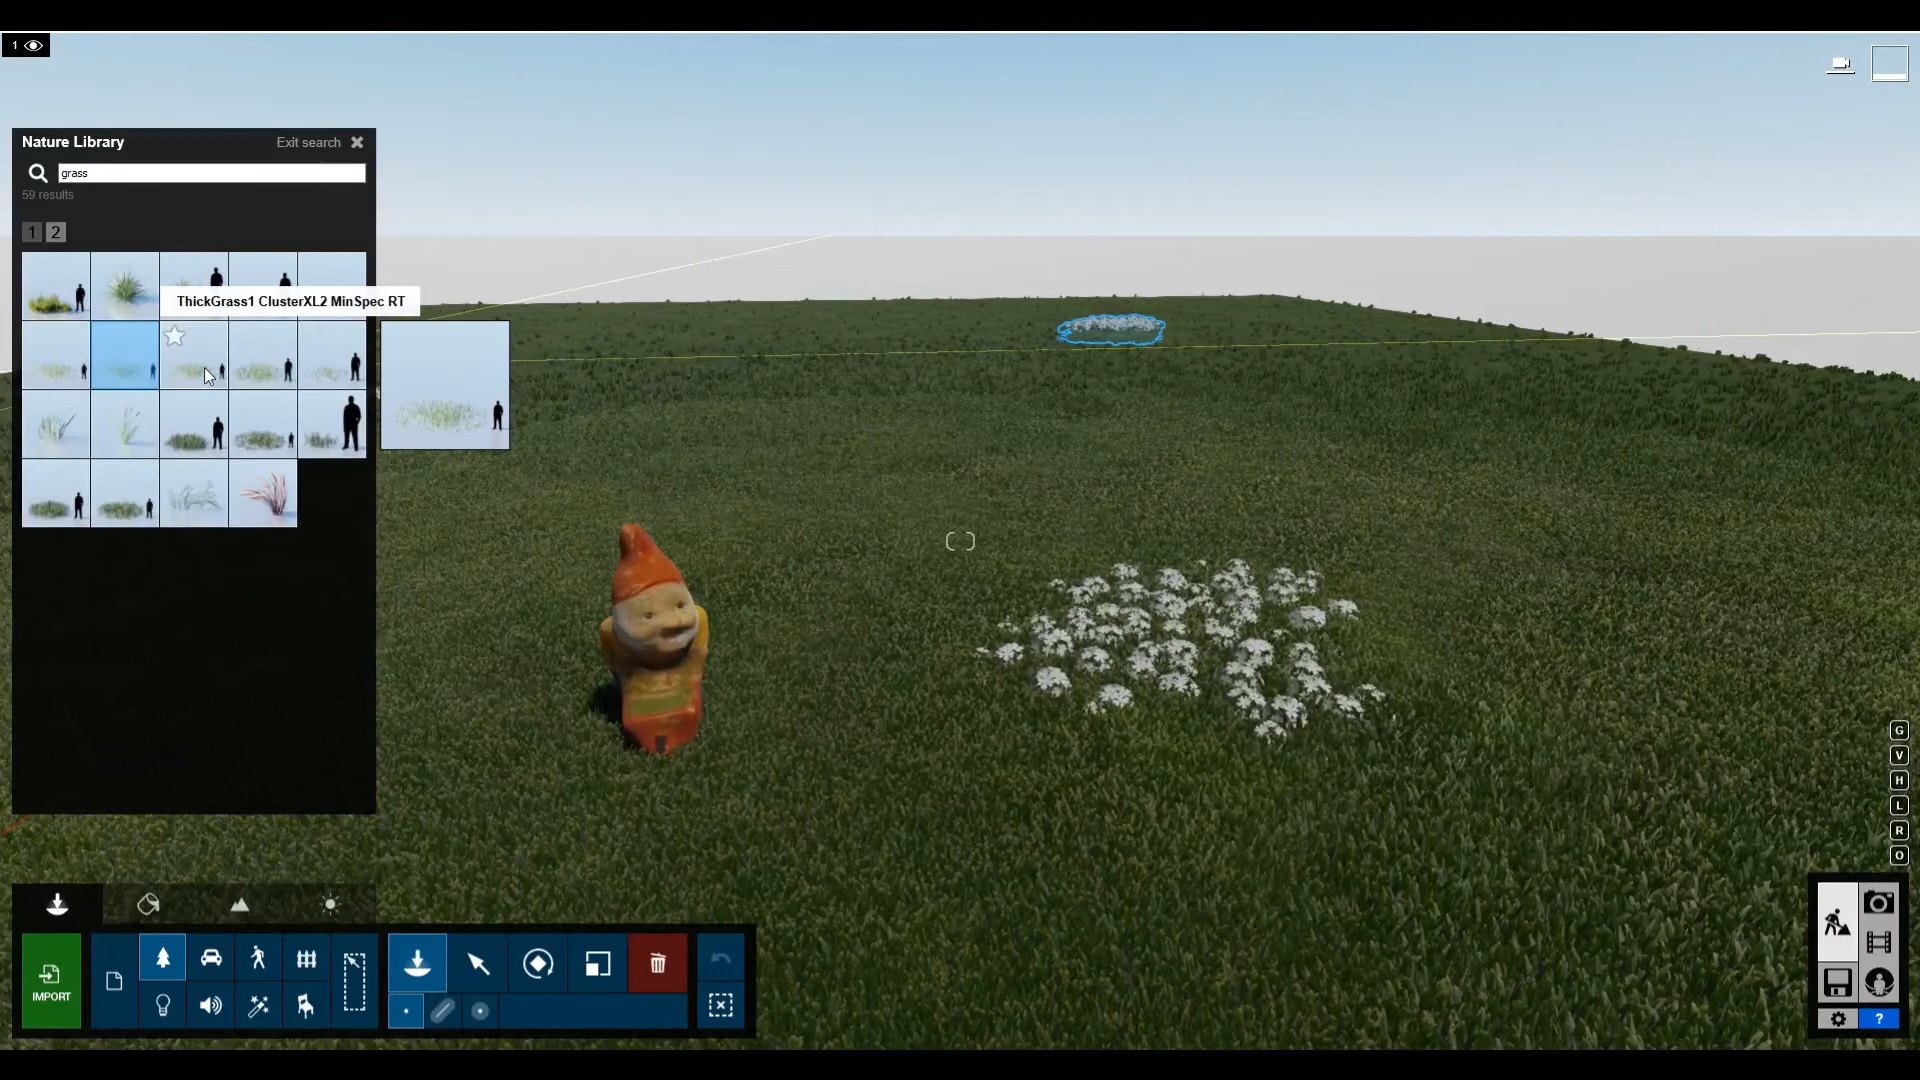 1
Nature Library
Exit search
grass
59 results
1 2
ThickGrass1 ClusterXL2 MinSpec RT
G
V
H
L
R
O
IMPORT
?